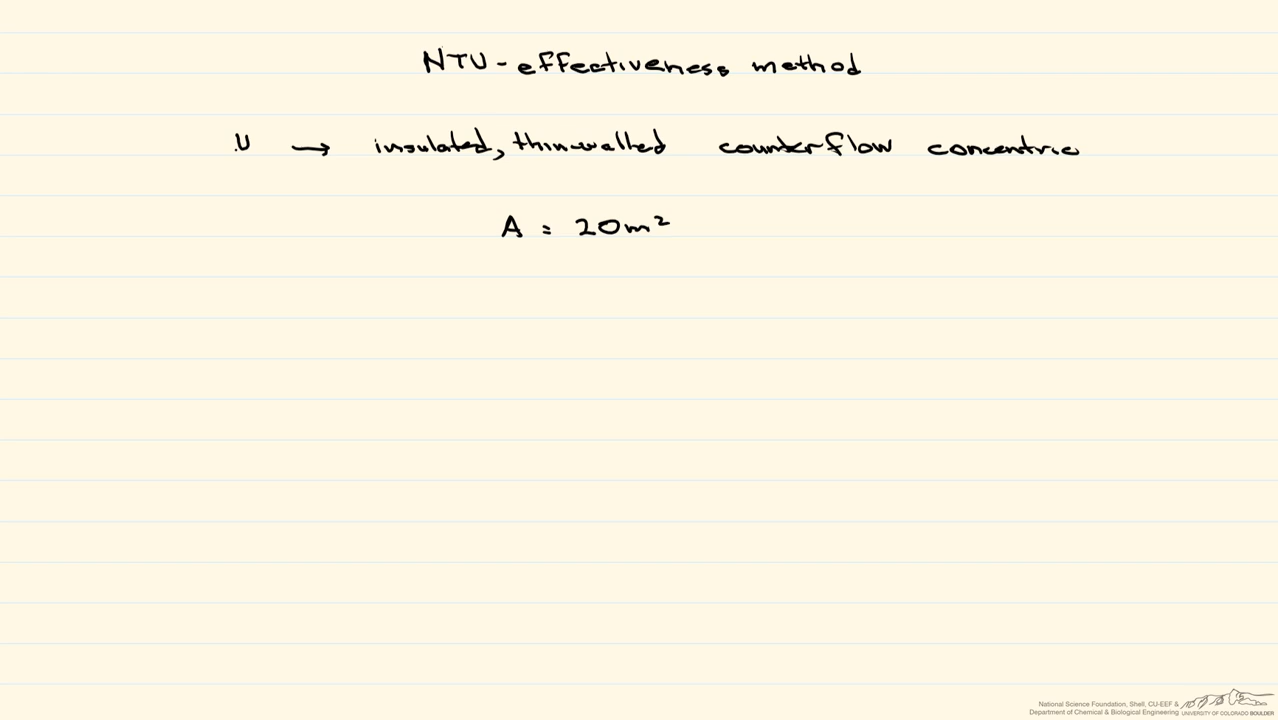 NTU - effectiveness method
U → insulated, thin-walled counterflow concentric
A = 20m²
National Science Foundation, Shell, CU-EEF &
Department of Chemical & Biological Engineering UNIVERSITY OF COLORADO BOULDER